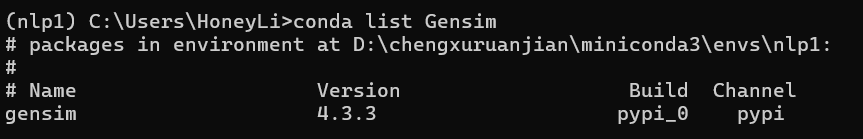 (nlp1) C:\Users\HoneyLi>conda list Gensim
# packages in environment at D:\chengxuruanjian\miniconda3\envs\nlp1:
#
# Name                    Version                   Build  Channel
gensim                    4.3.3                    pypi_0    pypi